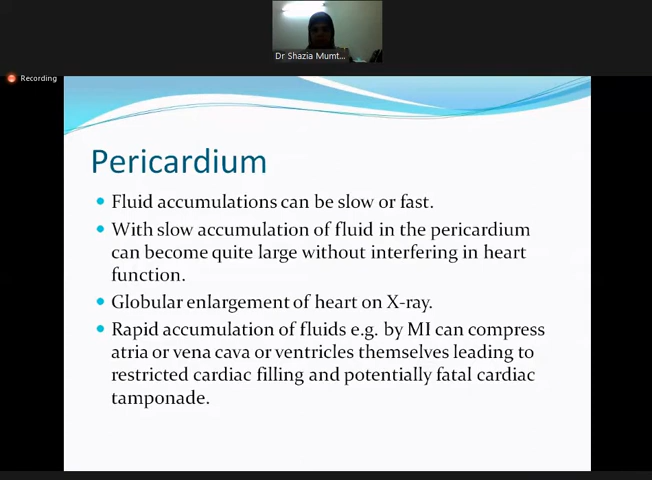 Dr Shazia Mumt...
Recording
Pericardium
Fluid accumulations can be slow or fast.
With slow accumulation of fluid in the pericardium
can become quite large without interfering in heart
function.
Globular enlargement of heart on X-ray.
Rapid accumulation of fluids e.g. by MI can compress
atria or vena cava or ventricles themselves leading to
restricted cardiac filling and potentially fatal cardiac
tamponade.